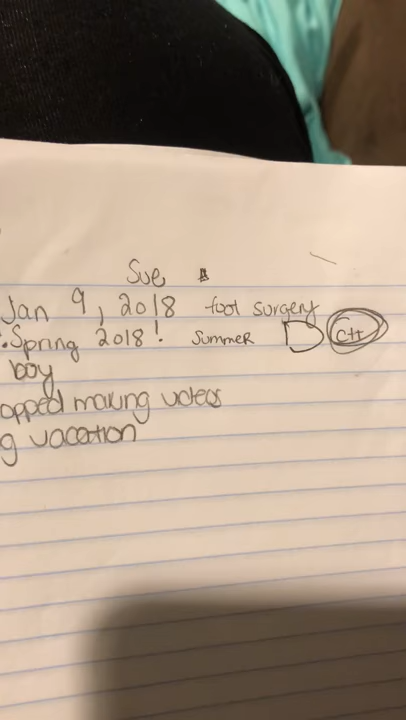 Sue
Jan 9, 2018 foot surgery
Spring 2018! Summer D C++
boy
opped making videos
g vacation